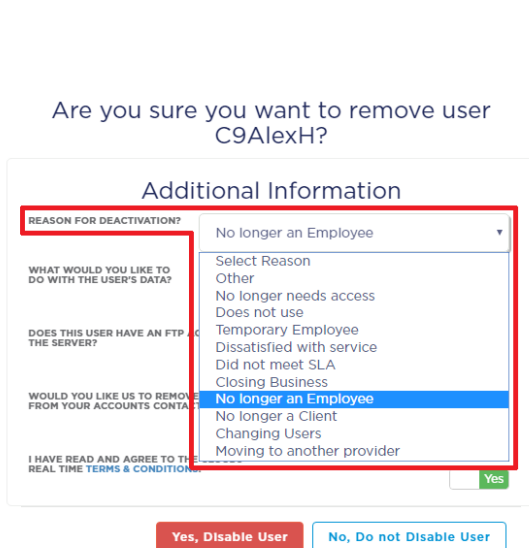 Are you sure you want to remove user
C9AlexH?
Additional Information
REASON FOR DEACTIVATION?
No longer an Employee
Select Reason
Other
No longer needs access
Does not use
Temporary Employee
Dissatisfied with service
Did not meet SLA
Closing Business
No longer an Employee
No longer a Client
Changing Users
Moving to another provider
WHAT WOULD YOU LIKE TO
DO WITH THE USER'S DATA?
DOES THIS USER HAVE AN FTP
THE SERVER?
WOULD YOU LIKE US TO REMOVE
FROM YOUR ACCOUNTS
I HAVE READ AND AGREE TO THE
REAL TIME TERMS & CONDITIONS.
Yes
Yes, Disable User
No, Do not Disable User